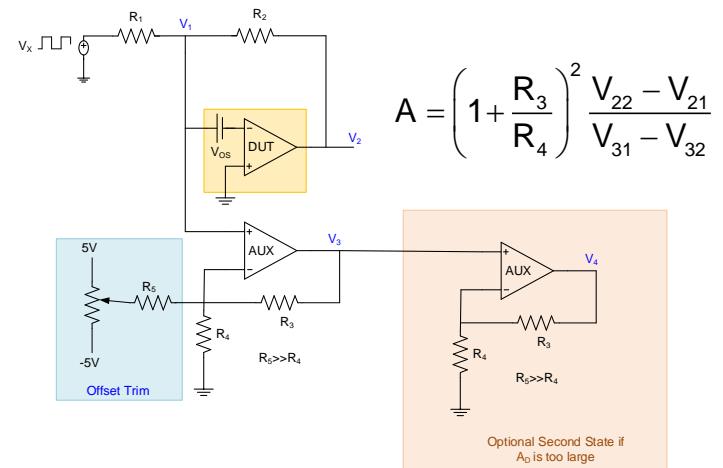 R1
V1
R2
VX
A = (1 + R3/R4)^2 (V22 − V21)/(V31 − V32)
VOS
−
DUT
+
V2
+
AUX
−
V3
+
AUX
−
V4
5V
R5
R4
R3
R5>>R4
-5V
Offset Trim
R3
R4
R5>>R4
Optional Second State if
AD is too large